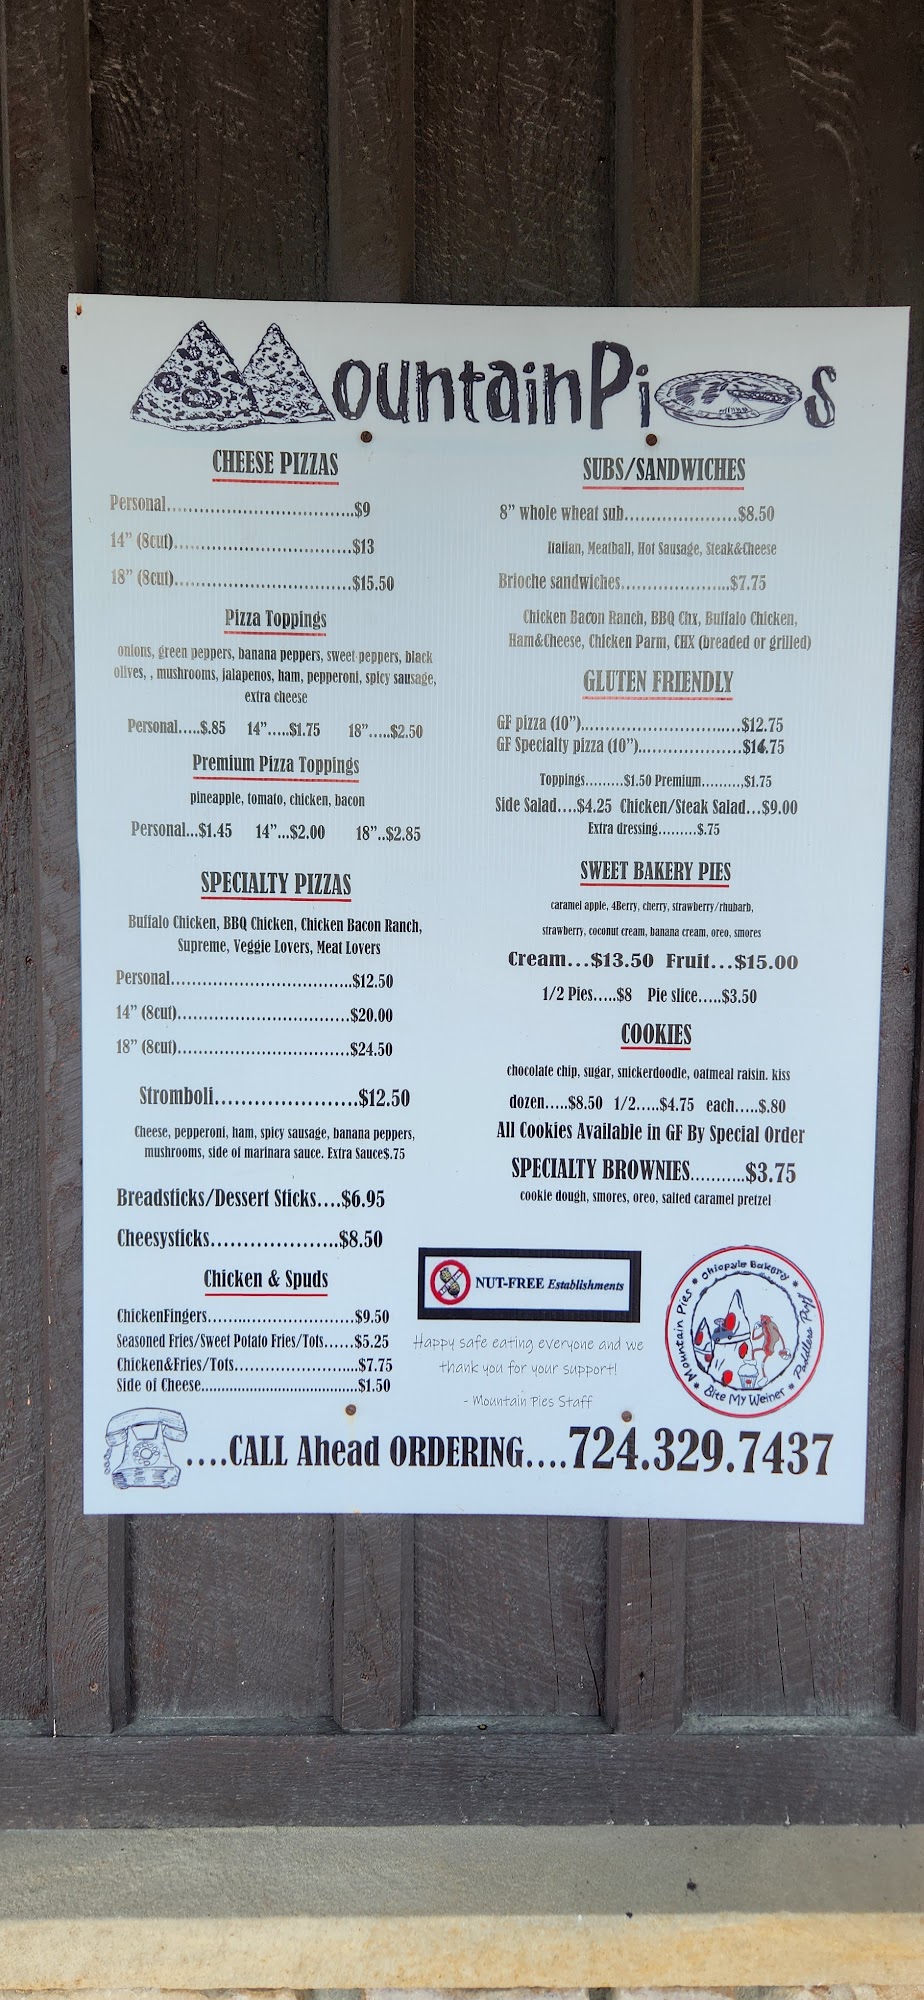 MountainPies
CHEESE PIZZAS
Personal....................................$9
14" (8cut)..................................$13
18" (8cut)..................................$15.50
Pizza Toppings
onions, green peppers, banana peppers, sweet peppers, black
olives, , mushrooms, jalapenos, ham, pepperoni, spicy sausage,
extra cheese
Personal.....$.85 14".....$1.75 18".....$2.50
Premium Pizza Toppings
pineapple, tomato, chicken, bacon
Personal...$1.45 14"...$2.00 18"..$2.85
SPECIALTY PIZZAS
Buffalo Chicken, BBQ Chicken, Chicken Bacon Ranch,
Supreme, Veggie Lovers, Meat Lovers
Personal...................................$12.50
14" (8cut).................................$20.00
18" (8cut).................................$24.50
Stromboli.......................$12.50
Cheese, pepperoni, ham, spicy sausage, banana peppers,
mushrooms, side of marinara sauce. Extra Sauce$.75
Breadsticks/Dessert Sticks....$6.95
Cheesysticks.....................$8.50
Chicken & Spuds
ChickenFingers............................$9.50
Seasoned Fries/Sweet Potato Fries/Tots......$5.25
Chicken&Fries/Tots........................$7.75
Side of Cheese............................................$1.50
SUBS/SANDWICHES
8" whole wheat sub......................$8.50
Italian, Meatball, Hot Sausage, Steak&Cheese
Brioche sandwiches.....................$7.75
Chicken Bacon Ranch, BBQ Chx, Buffalo Chicken,
Ham&Cheese, Chicken Parm, CHX (breaded or grilled)
GLUTEN FRIENDLY
GF pizza (10")..............................$12.75
GF Specialty pizza (10")....................$14.75
Toppings.........$1.50 Premium..........$1.75
Side Salad....$4.25 Chicken/Steak Salad...$9.00
Extra dressing.........$.75
SWEET BAKERY PIES
caramel apple, 4Berry, cherry, strawberry/rhubarb,
strawberry, coconut cream, banana cream, oreo, smores
Cream...$13.50 Fruit...$15.00
1/2 Pies.....$8 Pie slice.....$3.50
COOKIES
chocolate chip, sugar, snickerdoodle, oatmeal raisin. kiss
dozen.....$8.50 1/2.....$4.75 each.....$.80
All Cookies Available in GF By Special Order
SPECIALTY BROWNIES...........$3.75
cookie dough, smores, oreo, salted caramel pretzel
NUT-FREE Establishments
Happy safe eating everyone and we
thank you for your support!
- Mountain Pies Staff
Mountain Pies • Ohiopyle Bakery • Paddlers Pizza • Bite My Weiner •
....CALL Ahead ORDERING....724.329.7437